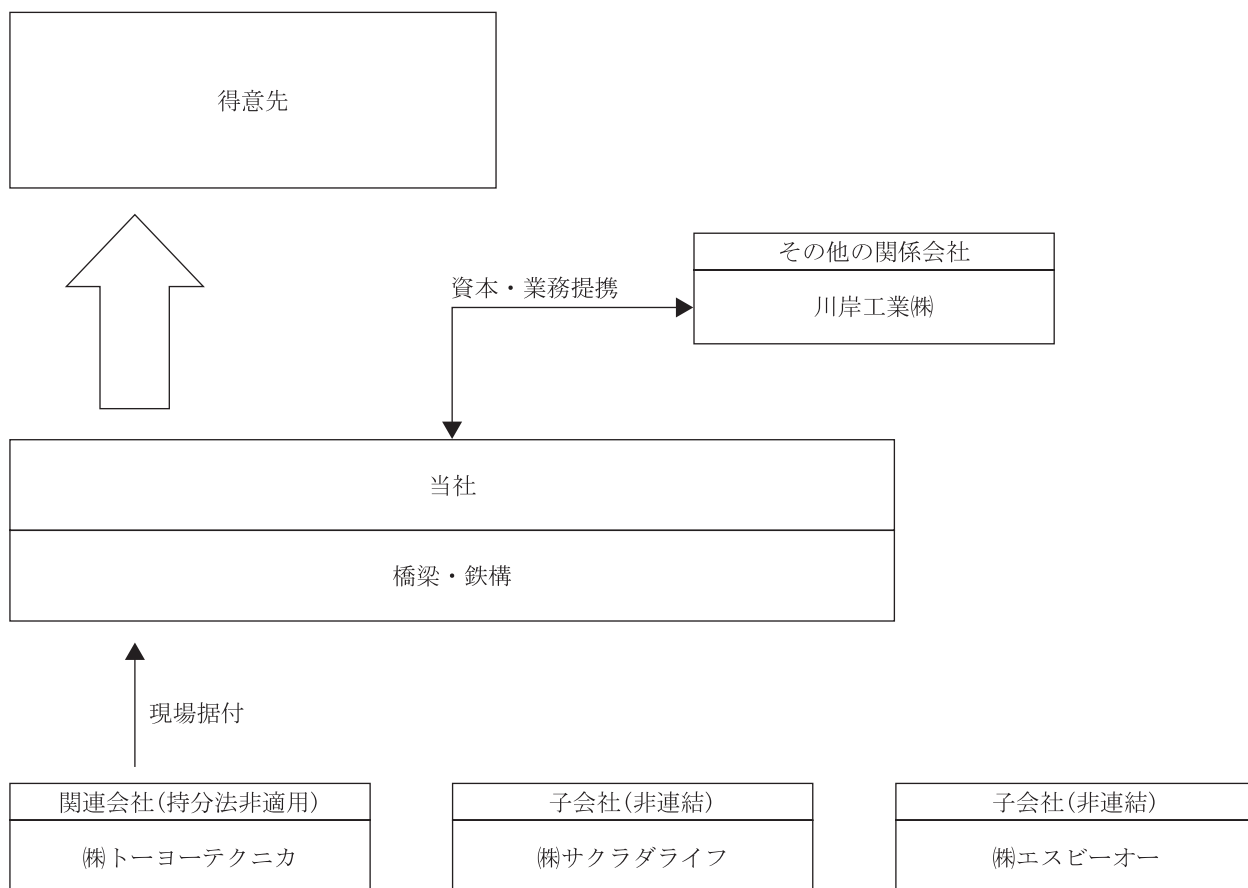 得意先
その他の関係会社
資本・業務提携
川岸工業㈱
当社
橋梁・鉄構
現場据付
関連会社(持分法非適用)
子会社(非連結)
子会社(非連結)
㈱トーヨーテクニカ
㈱サクラダライフ
㈱エスビーオー